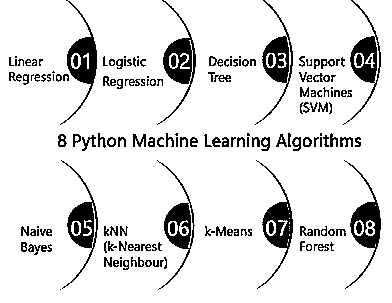 Linear
Regression
01
Logistic
Regression
02
Decision
Tree
03
Support
Vector
Machines
(SVM)
04
8 Python Machine Learning Algorithms
Naive
Bayes
05
kNN
(k-Nearest
Neighbour)
06
k-Means
07
Random
Forest
08